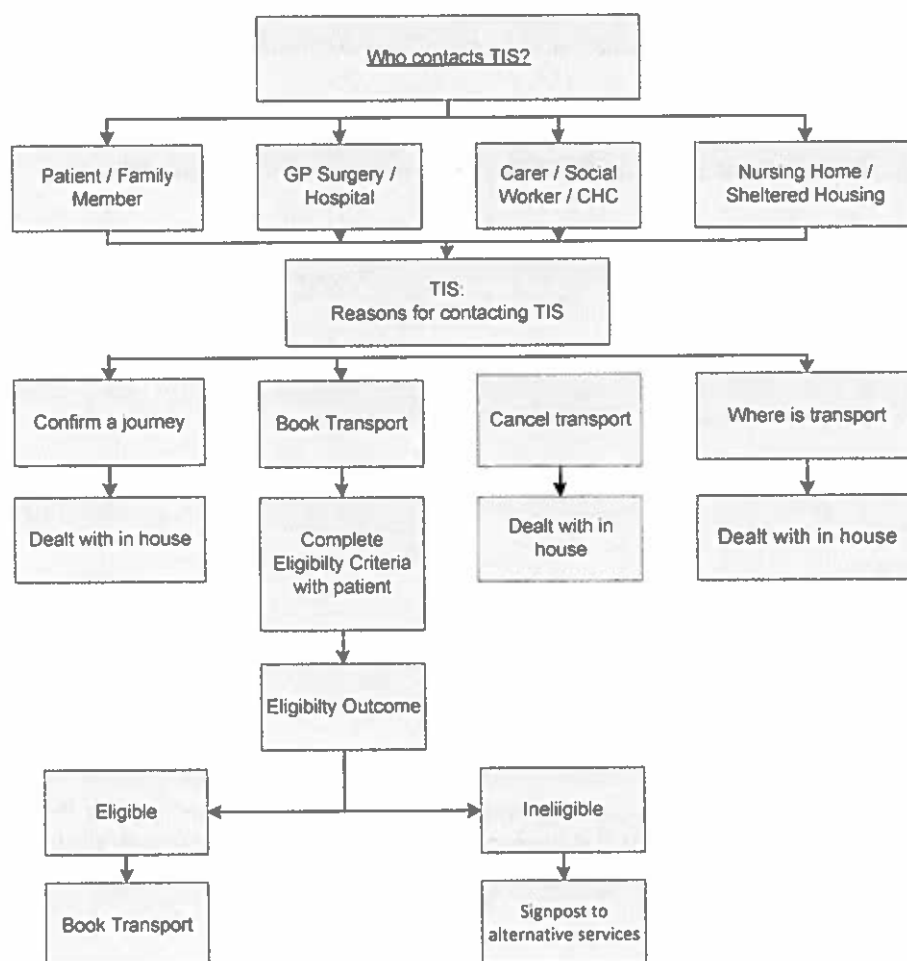 Who contacts TIS?
Patient / Family
Member
GP Surgery /
Hospital
Carer / Social
Worker / CHC
Nursing Home /
Sheltered Housing
TIS:
Reasons for contacting TIS
Confirm a journey
Book Transport
Cancel transport
Where is transport
Dealt with in house
Complete
Eligibilty Criteria
with patient
Dealt with in
house
Dealt with in house
Eligibilty Outcome
Eligible
Ineliigible
Book Transport
Signpost to
alternative services